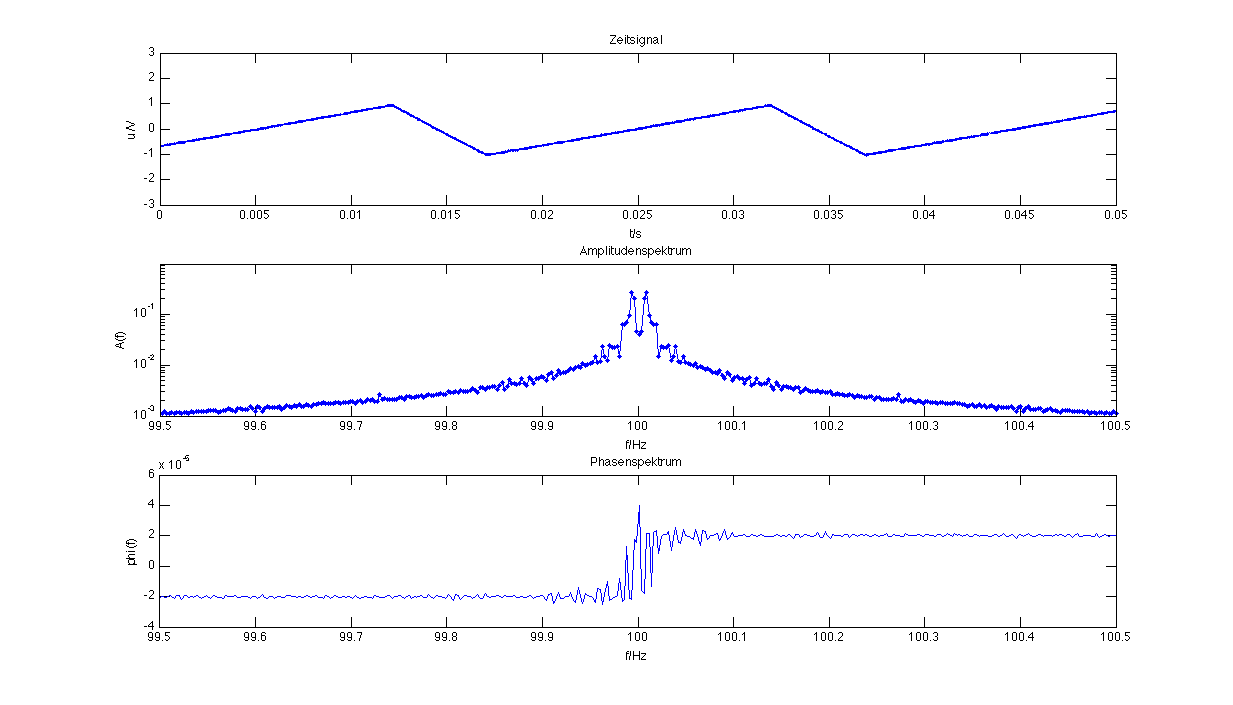 Zeitsignal
3
2
1
0
-1
-2
-3
u /V
0 0.005 0.01 0.015 0.02 0.025 0.03 0.035 0.04 0.045 0.05
t/s
Amplitudenspektrum
10^-1
10^-2
10^-3
A(f)
99.5 99.6 99.7 99.8 99.9 100 100.1 100.2 100.3 100.4 100.5
f/Hz
Phasenspektrum
x 10^-5
6
4
2
0
-2
-4
phi(f)
99.5 99.6 99.7 99.8 99.9 100 100.1 100.2 100.3 100.4 100.5
f/Hz